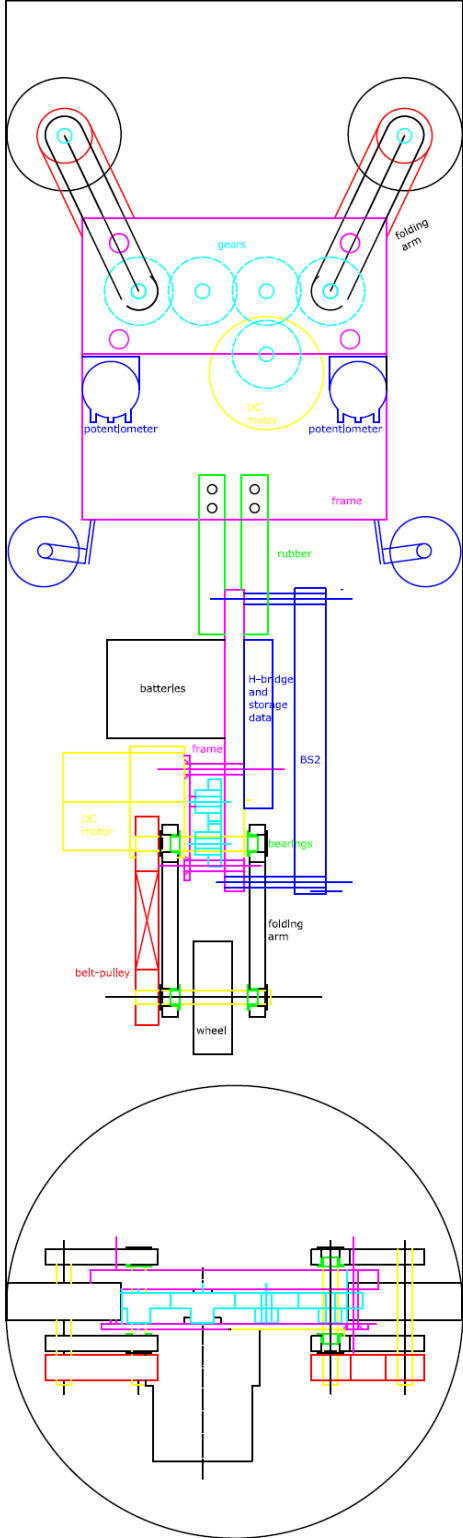 folding
arm
gears
DC
motor
potentiometer
potentiometer
frame
rubber
batteries
H-bridge
and
storage
data
frame
BS2
DC
motor
bearings
folding
arm
belt-pulley
wheel